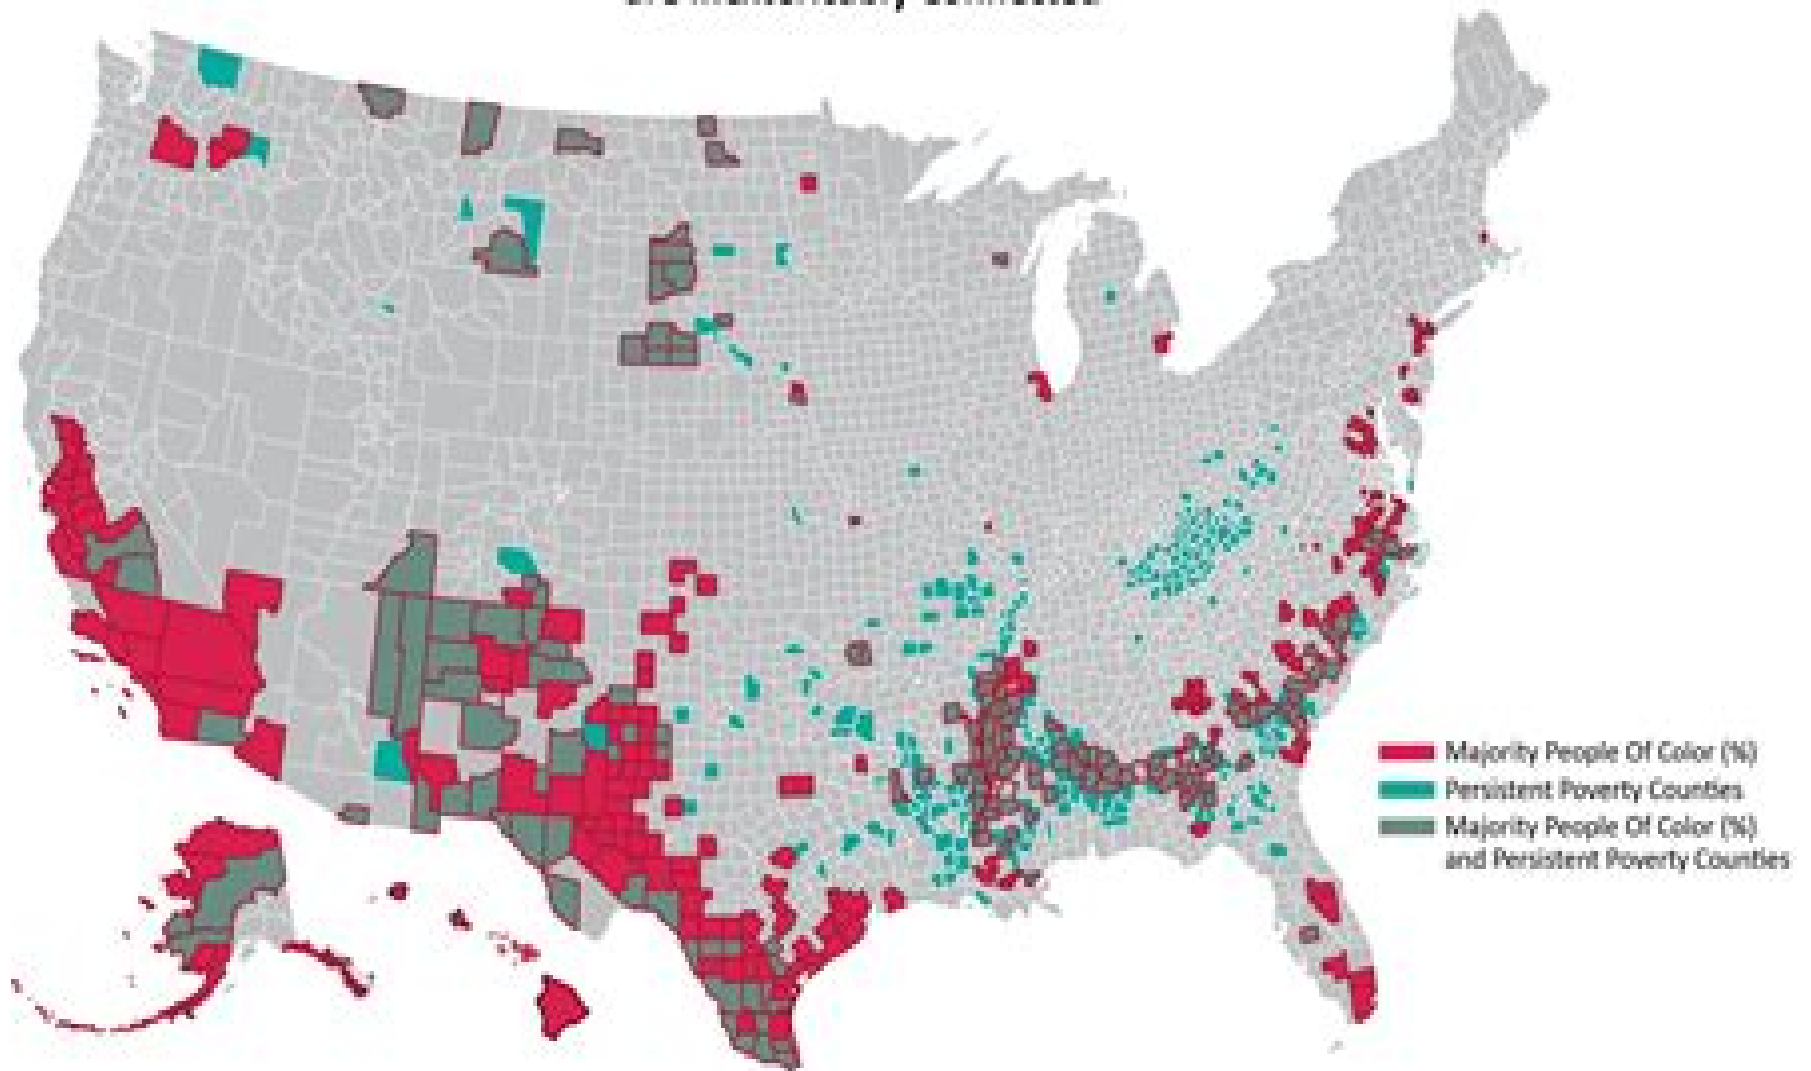 Majority People Of Color (%)
Persistent Poverty Counties
Majority People Of Color (%)
and Persistent Poverty Counties